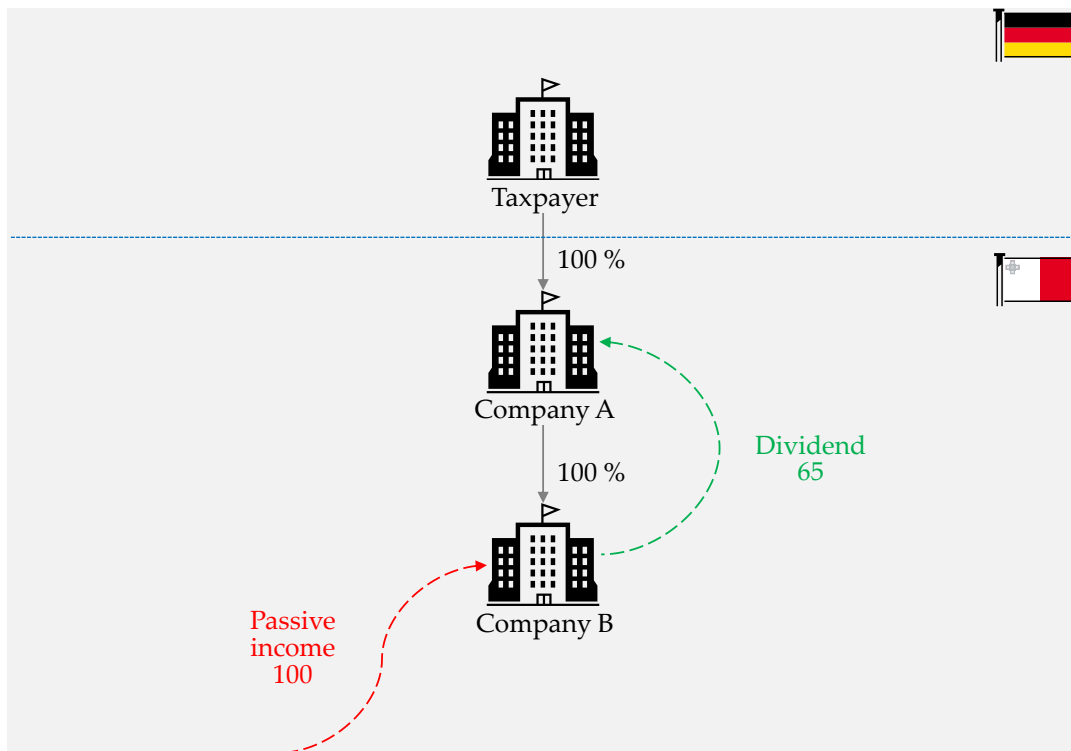 Taxpayer
100 %
Company A
Dividend
65
100 %
Company B
Passive
income
100